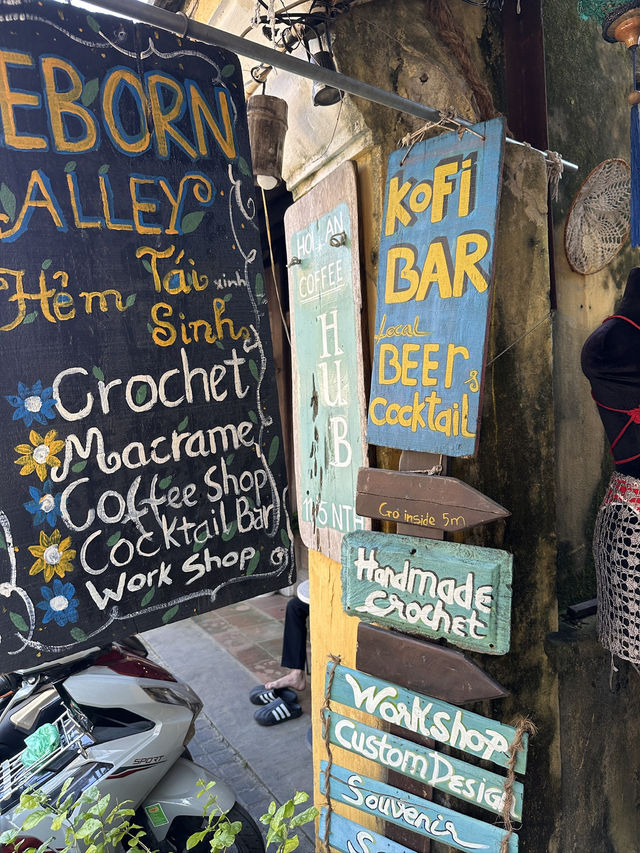 EBORN
ALLEY
Hẻm Tái xinh
Sinh
Crochet
Macrame
Coffee Shop
Cocktail Bar
Work Shop
HOI AN
COFFEE
HUB
KOFi
BAR
Local
BEER &
Cocktail
Go inside 5m
Handmade
Crochet
Workshop
Custom Design
Souvenir
SPORT